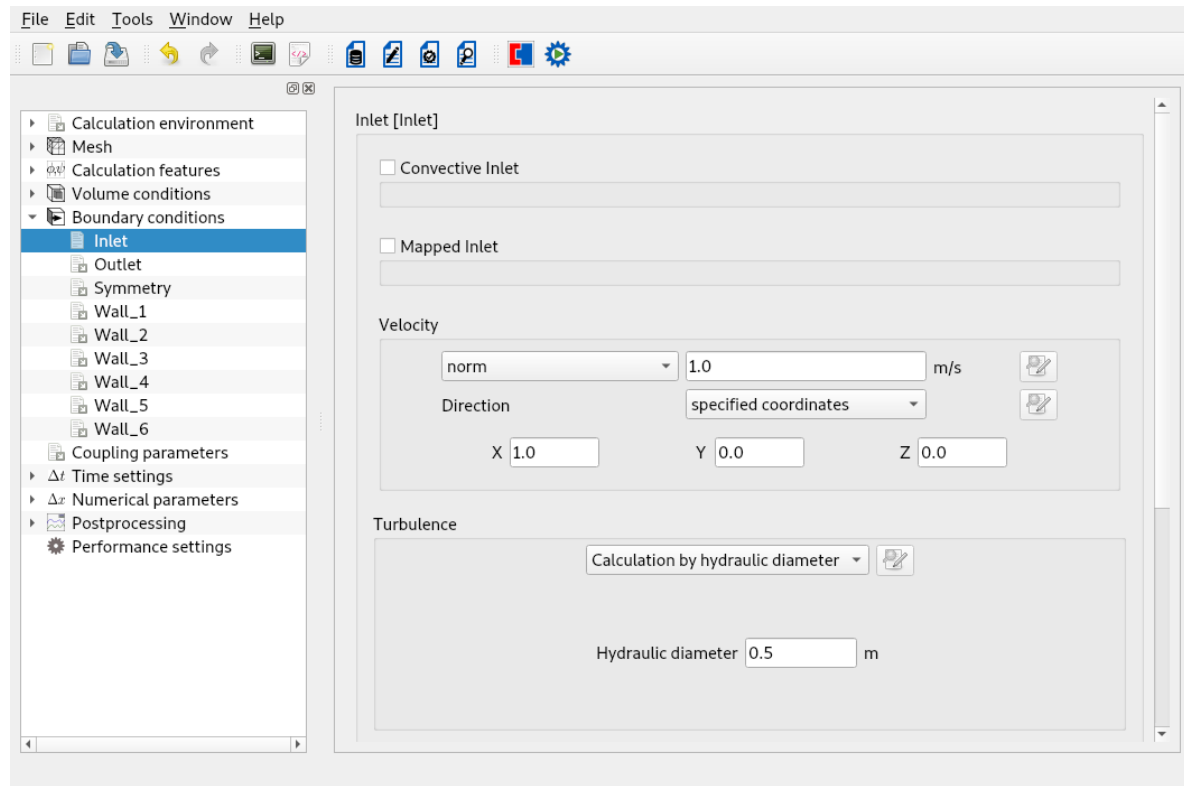 File Edit Tools Window Help
Calculation environment
Mesh
Calculation features
Volume conditions
Boundary conditions
Inlet
Outlet
Symmetry
Wall_1
Wall_2
Wall_3
Wall_4
Wall_5
Wall_6
Coupling parameters
Δt Time settings
Δx Numerical parameters
Postprocessing
Performance settings
Inlet [Inlet]
Convective Inlet
Mapped Inlet
Velocity
norm 1.0 m/s
Direction specified coordinates
X 1.0 Y 0.0 Z 0.0
Turbulence
Calculation by hydraulic diameter
Hydraulic diameter 0.5 m